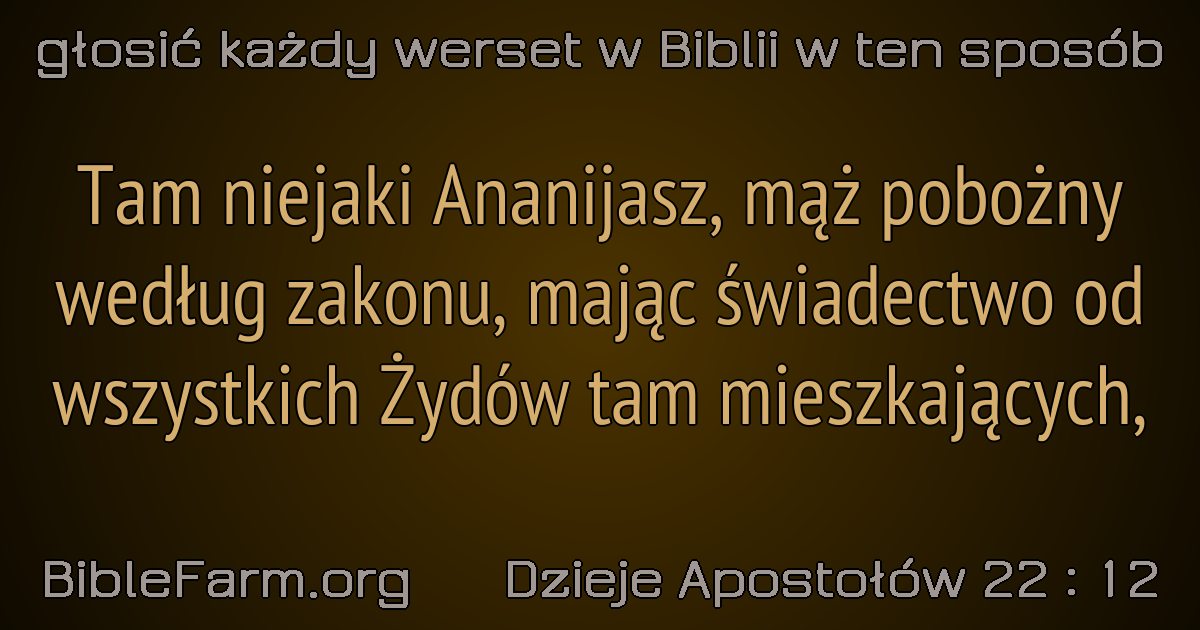 głosić każdy werset w Biblii w ten sposób
Tam niejaki Ananijasz, mąż pobożny
według zakonu, mając świadectwo od
wszystkich Żydów tam mieszkających,
BibleFarm.org Dzieje Apostołów 22 : 12